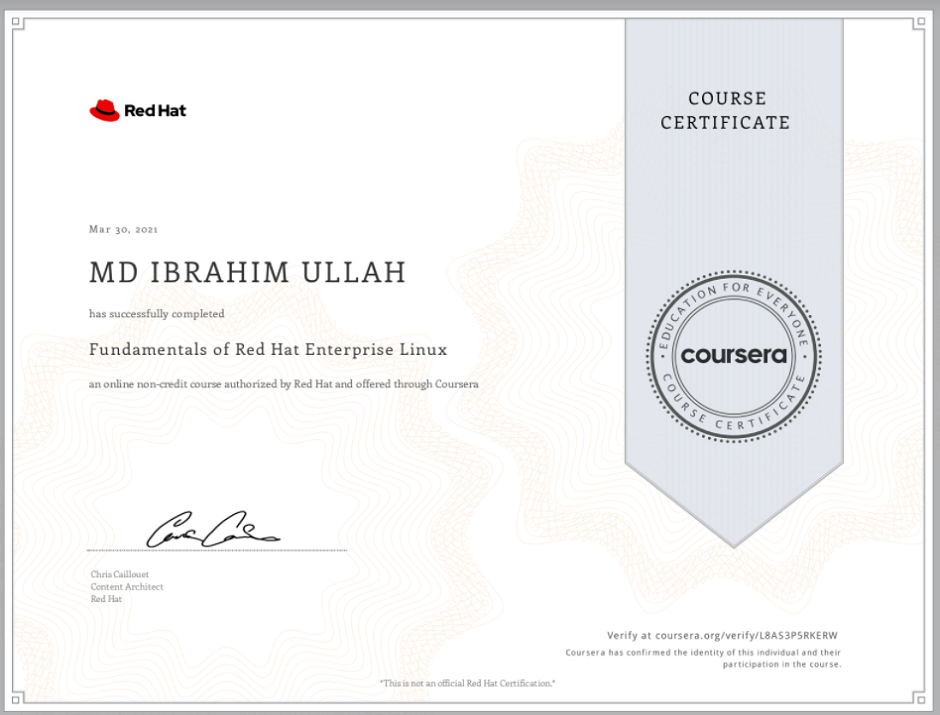 Red Hat
COURSE
CERTIFICATE
Mar 30, 2021
MD IBRAHIM ULLAH
has successfully completed
Fundamentals of Red Hat Enterprise Linux
an online non-credit course authorized by Red Hat and offered through Coursera
EDUCATION FOR EVERYONE
coursera
COURSE CERTIFICATE
Chris Caillouet
Content Architect
Red Hat
Verify at coursera.org/verify/L8AS3P5RKERW
Coursera has confirmed the identity of this individual and their
participation in the course.
"This is not an official Red Hat Certification."